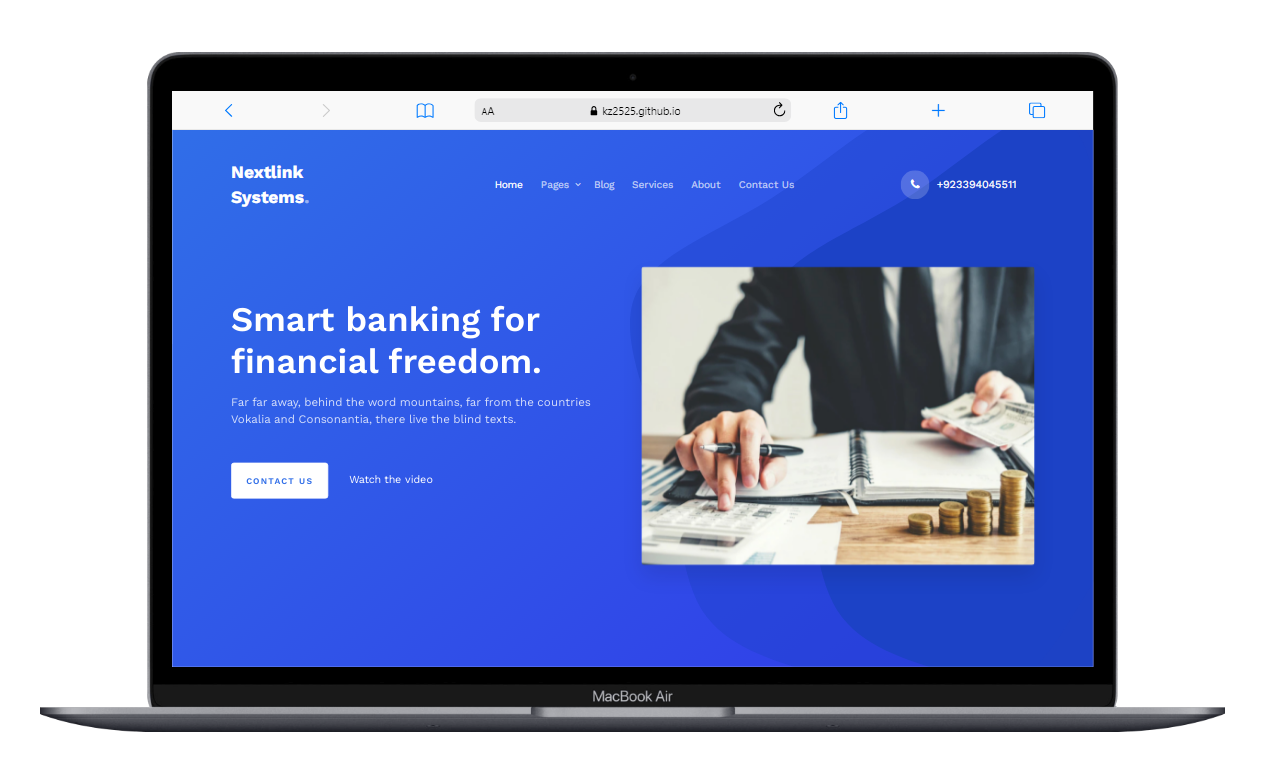 AA kz2525.github.io
Nextlink
Systems.
Home Pages Blog Services About Contact Us
+923394045511
Smart banking for
financial freedom.
Far far away, behind the word mountains, far from the countries
Vokalia and Consonantia, there live the blind texts.
CONTACT US Watch the video
MacBook Air